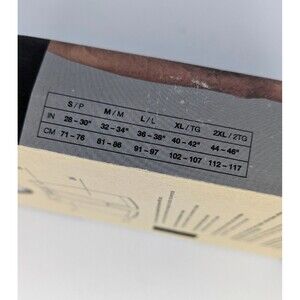 S/P M/M L/L XL/TG 2XL/2TG
IN 28 – 30" 32 – 34" 36 – 38" 40 – 42" 44 – 46"
CM 71 – 76 81 – 86 91 – 97 102 – 107 112 – 117